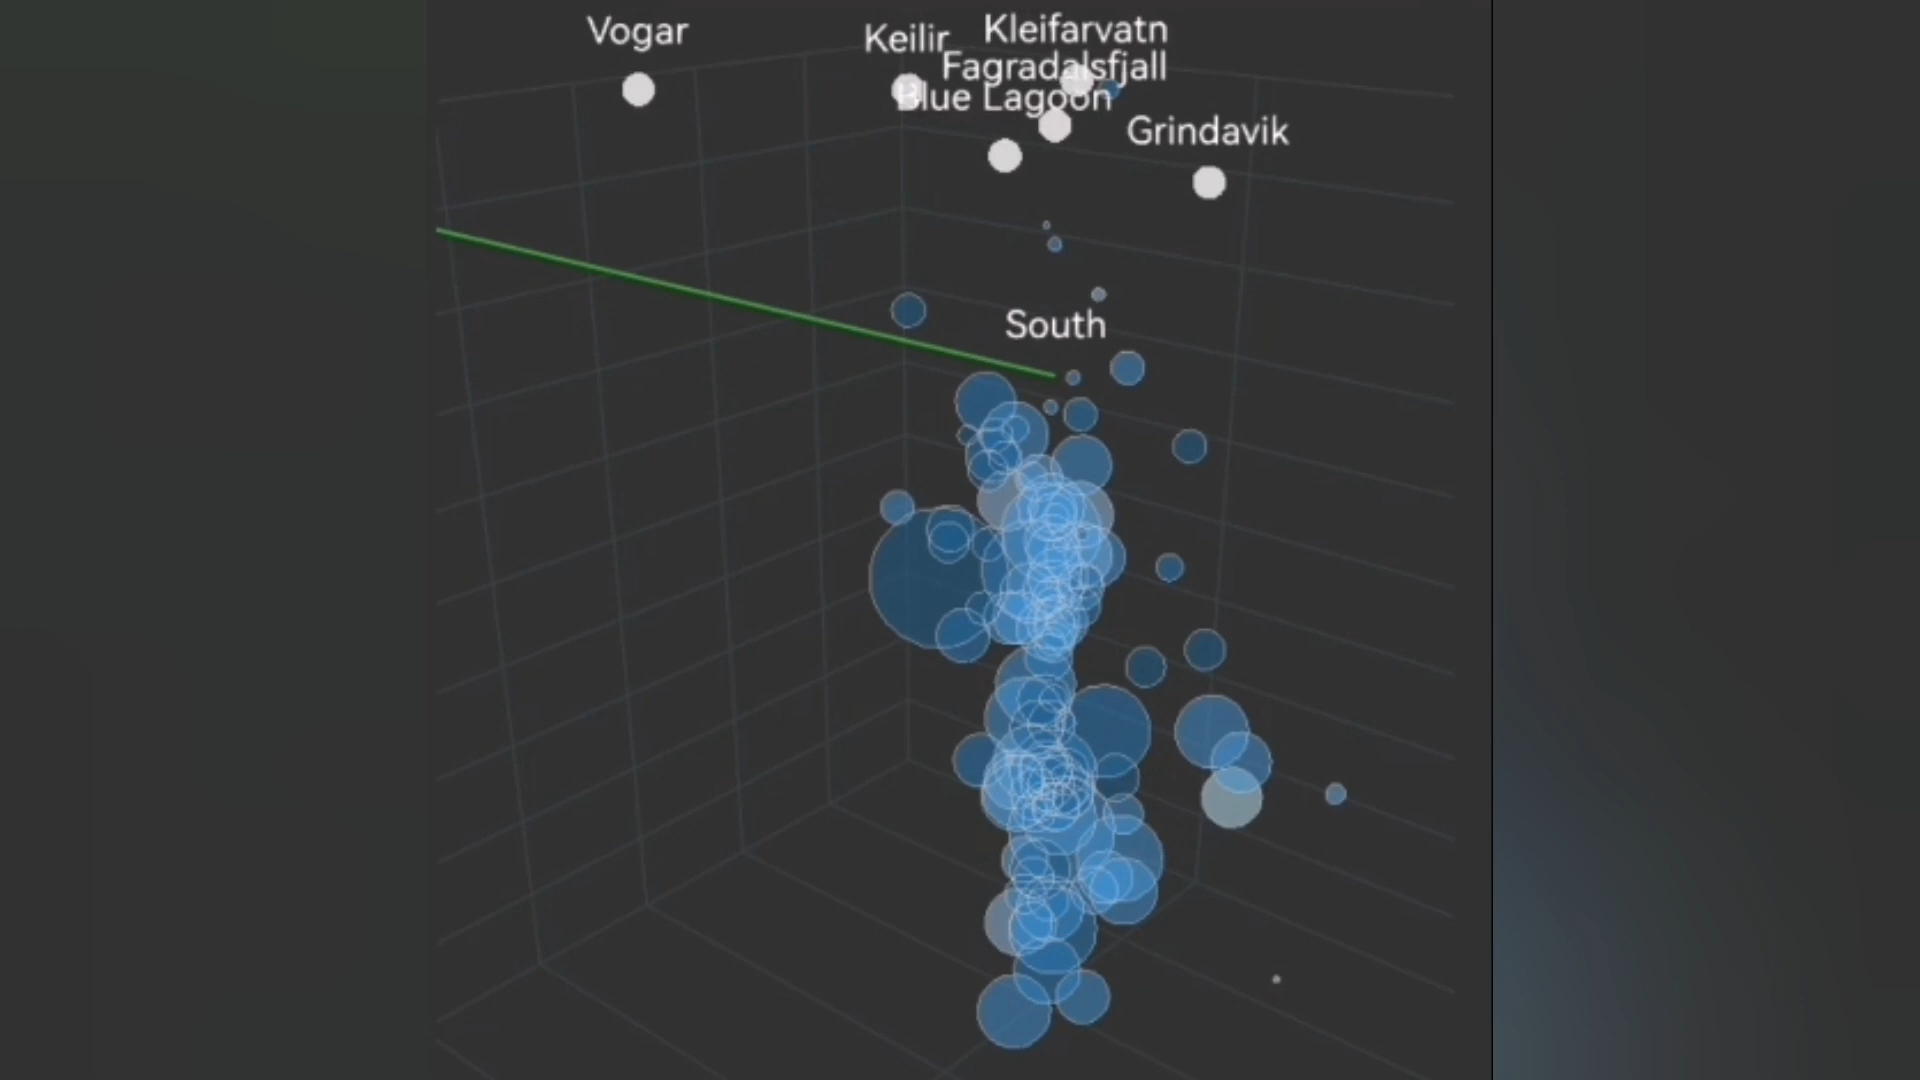 Vogar
Keilir
Kleifarvatn
Fagradalsfjall
Blue Lagoon
Grindavik
South